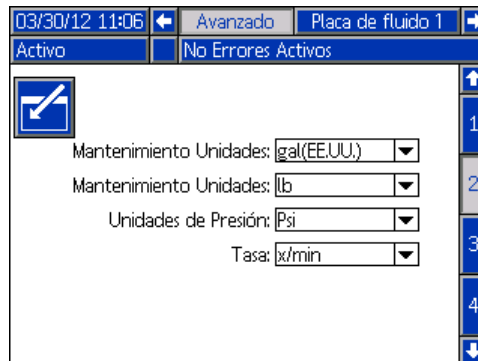 03/30/12 11:06 Avanzado Placa de fluido 1
Activo No Errores Activos
1
Mantenimiento Unidades: gal(EE.UU.)
Mantenimiento Unidades: lb
2
Unidades de Presión: Psi
Tasa: x/min
3
4